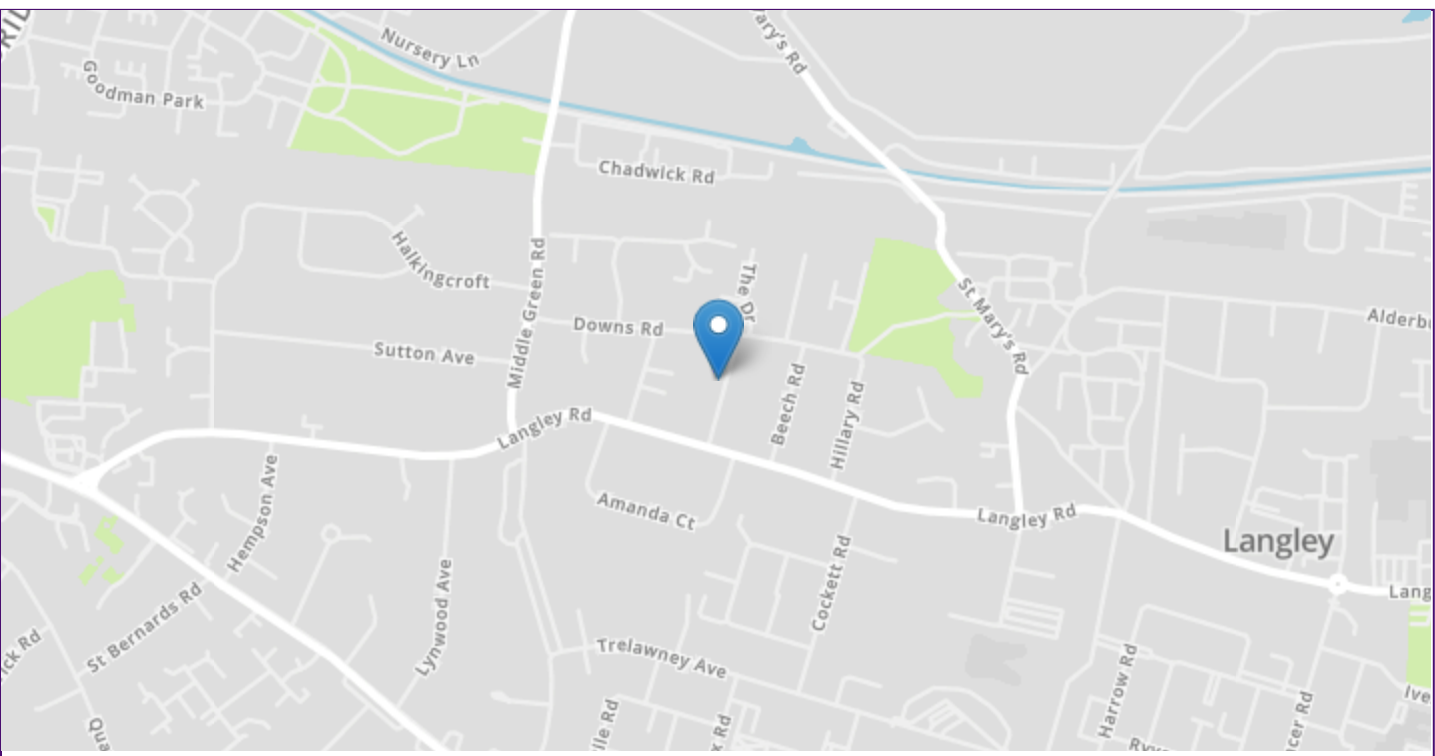 Nursery Ln
Goodman Park
Chadwick Rd
Halkingcroft
Middle Green Rd
The Dr
Downs Rd
Sutton Ave
St Mary's Rd
Beech Rd
Hillary Rd
Langley Rd
Hempson Ave
Amanda Ct
Langley Rd
Langley
Cockett Rd
Lynwood Ave
St Bernards Rd
Trelawney Ave
Harrow Rd